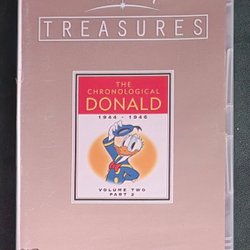 TREASURES
THE
CHRONOLOGICAL
DONALD
1944 - 1946
VOLUME TWO
PART 2